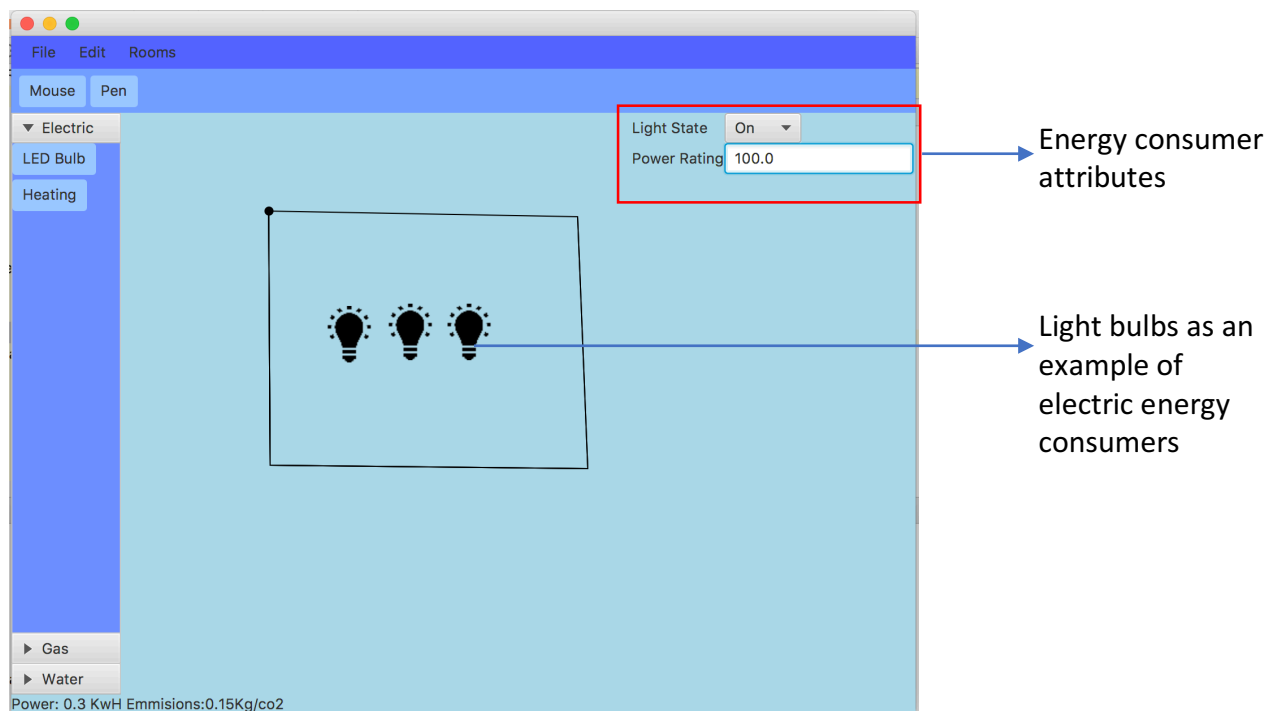 File Edit Rooms
Mouse Pen
Electric
LED Bulb
Heating
Light State On
Power Rating 100.0
Energy consumer
attributes
Light bulbs as an
example of
electric energy
consumers
Gas
Water
Power: 0.3 KwH Emmisions:0.15Kg/co2